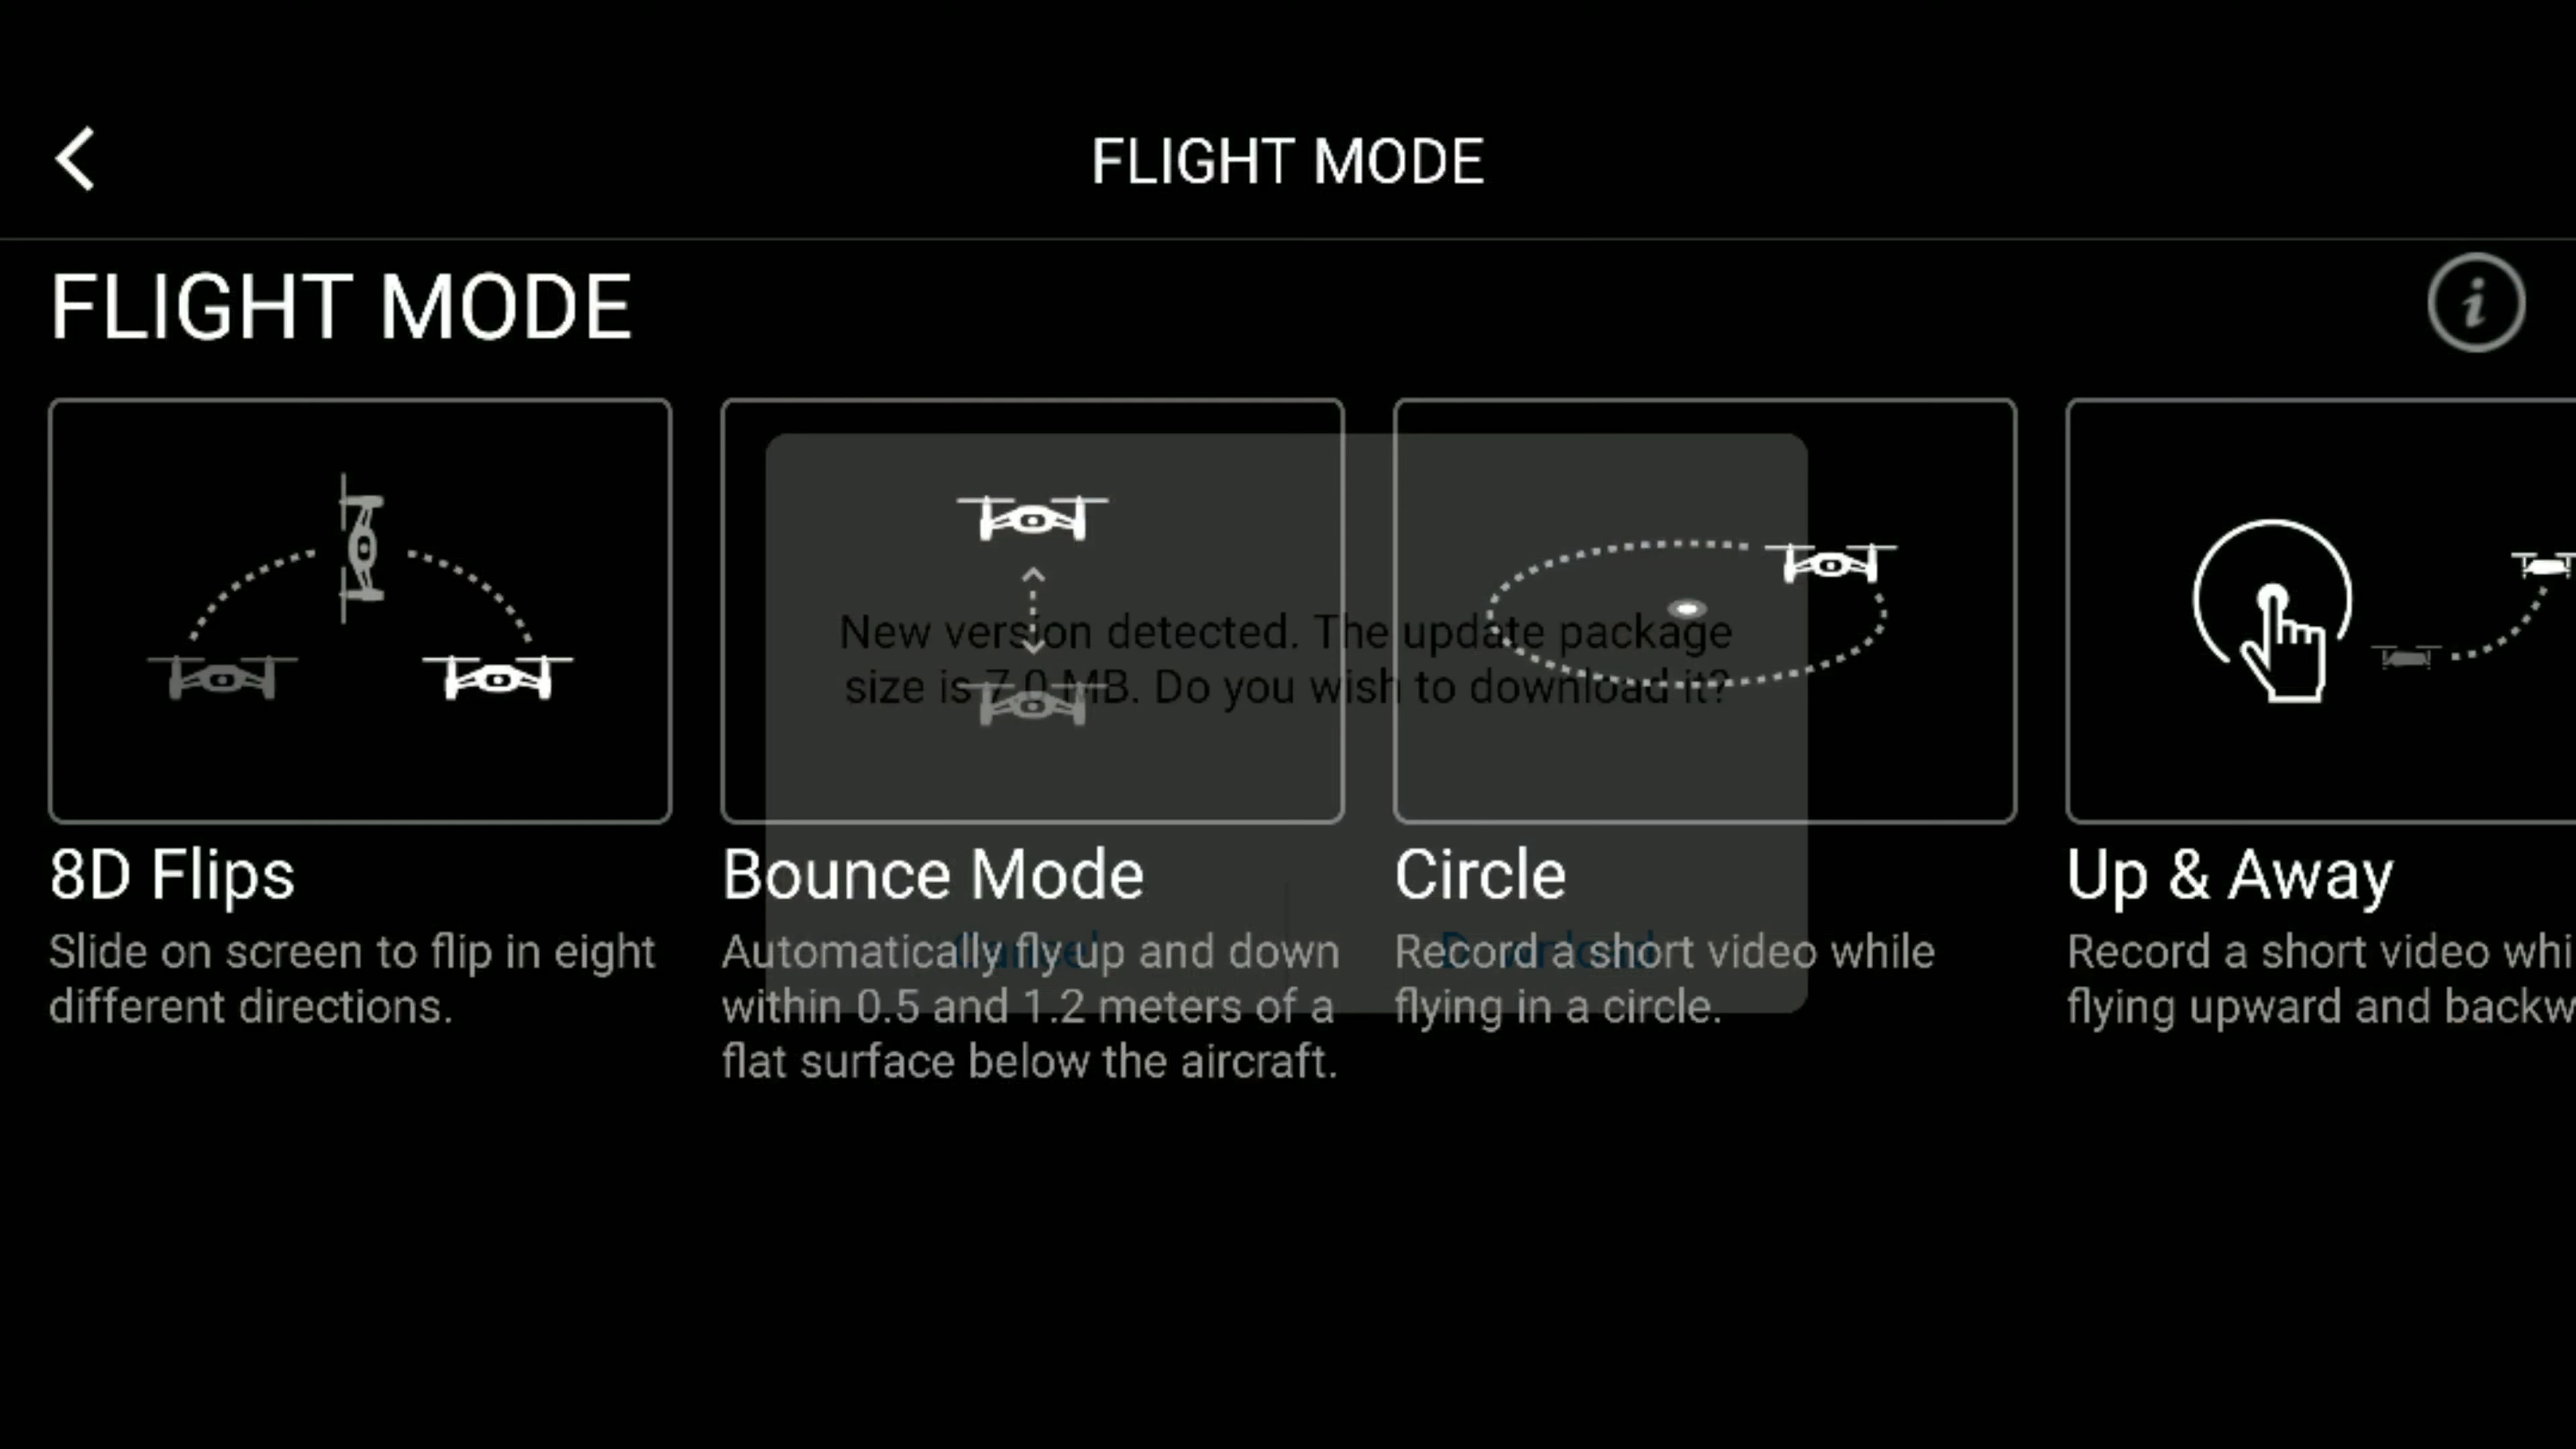 FLIGHT MODE
FLIGHT MODE
i
New version detected. The update package
size is 7.0 MB. Do you wish to download it?
Cancel
Download
8D Flips
Slide on screen to flip in eight
different directions.
Bounce Mode
Automatically fly up and down
within 0.5 and 1.2 meters of a
flat surface below the aircraft.
Circle
Record a short video while
flying in a circle.
Up & Away
Record a short video whi
flying upward and backw